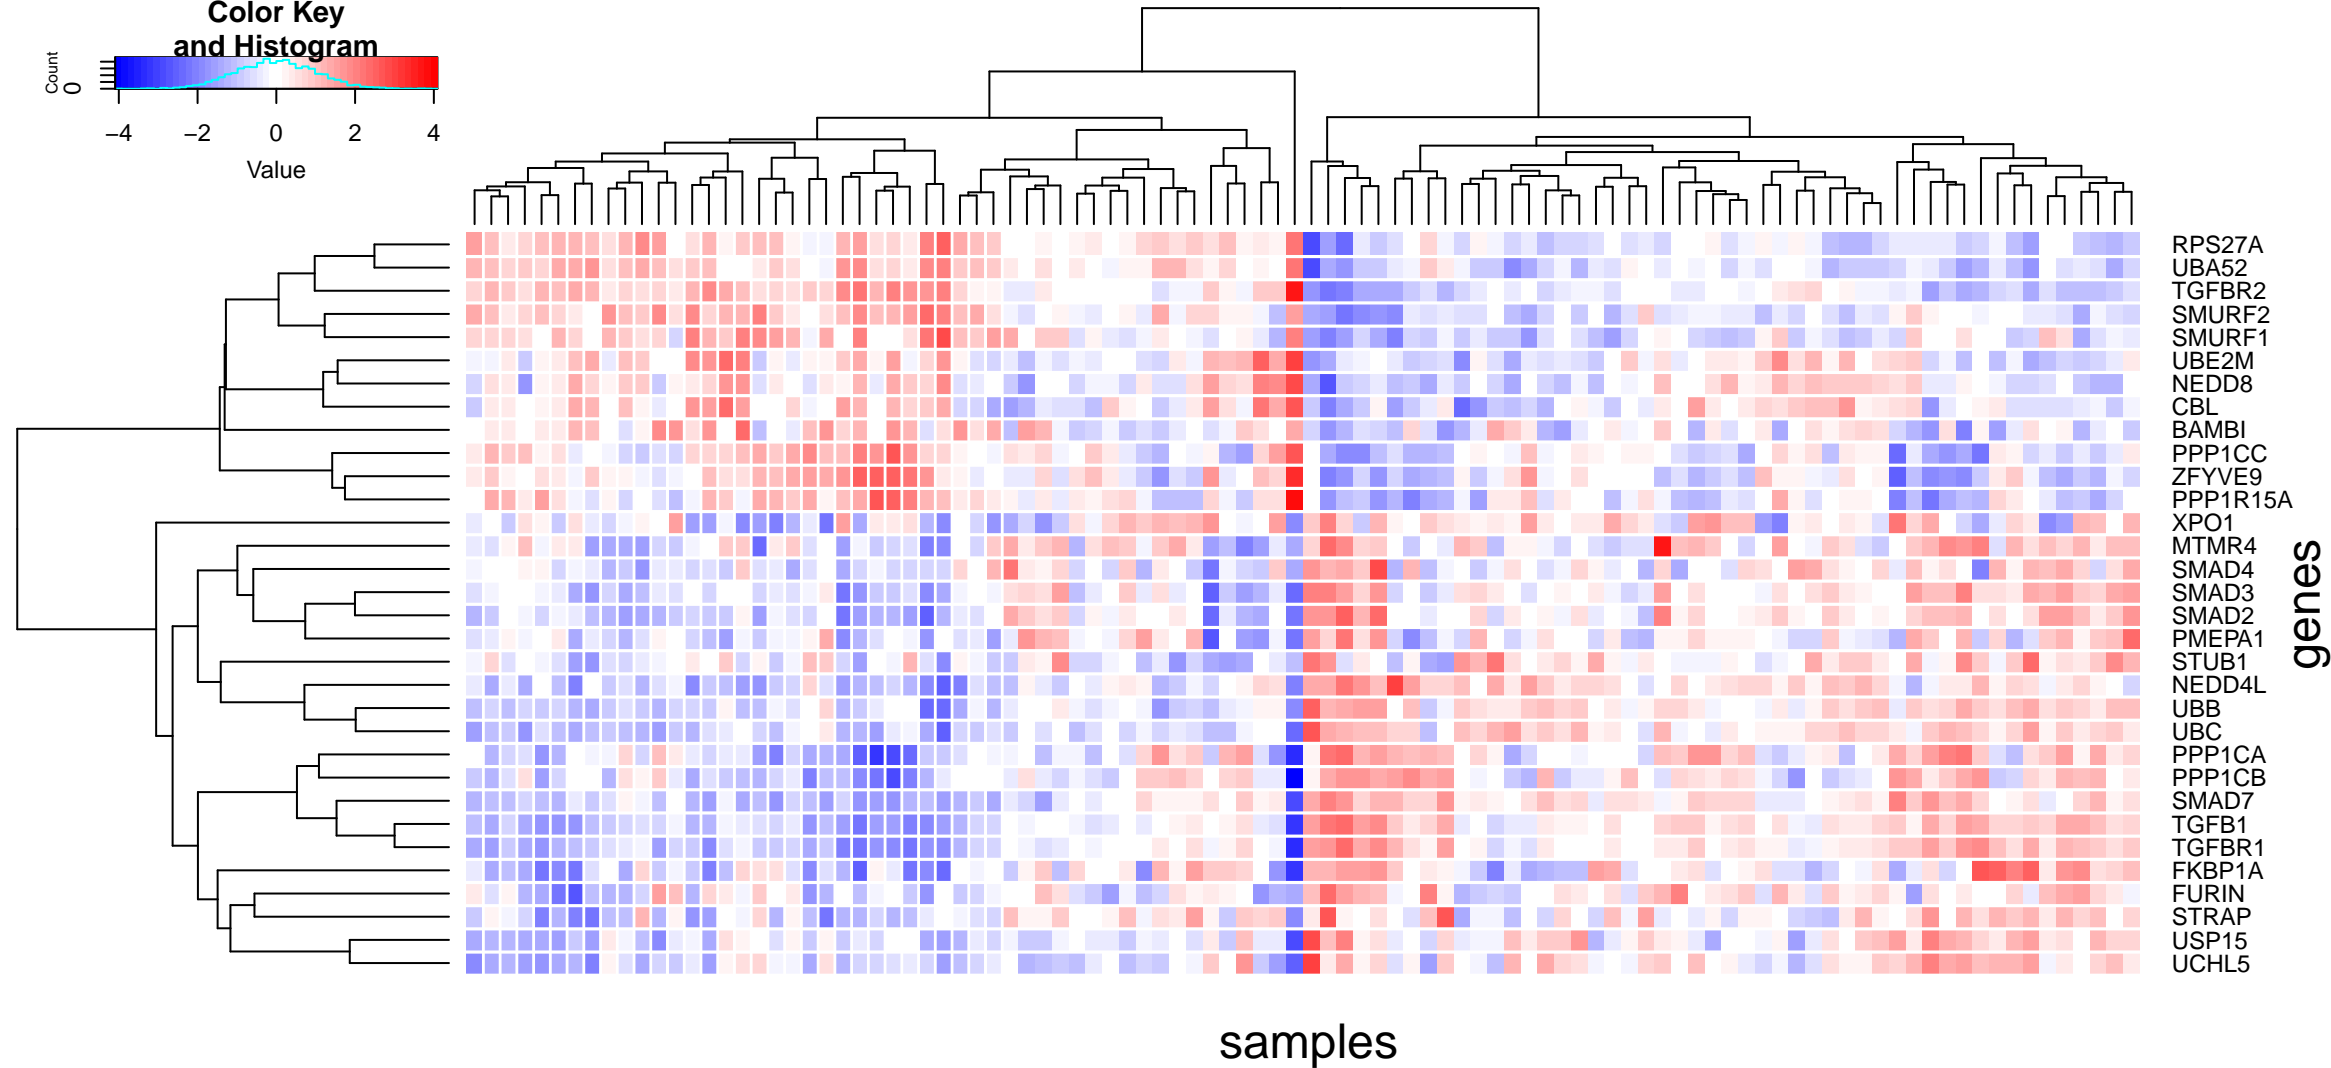 Color Key
and Histogram
Count
0
−4 −2 0 2 4
Value
RPS27A
UBA52
TGFBR2
SMURF2
SMURF1
UBE2M
NEDD8
CBL
BAMBI
PPP1CC
ZFYVE9
PPP1R15A
XPO1
MTMR4
SMAD4
SMAD3
SMAD2
PMEPA1
STUB1
NEDD4L
UBB
UBC
PPP1CA
PPP1CB
SMAD7
TGFB1
TGFBR1
FKBP1A
FURIN
STRAP
USP15
UCHL5
genes
samples